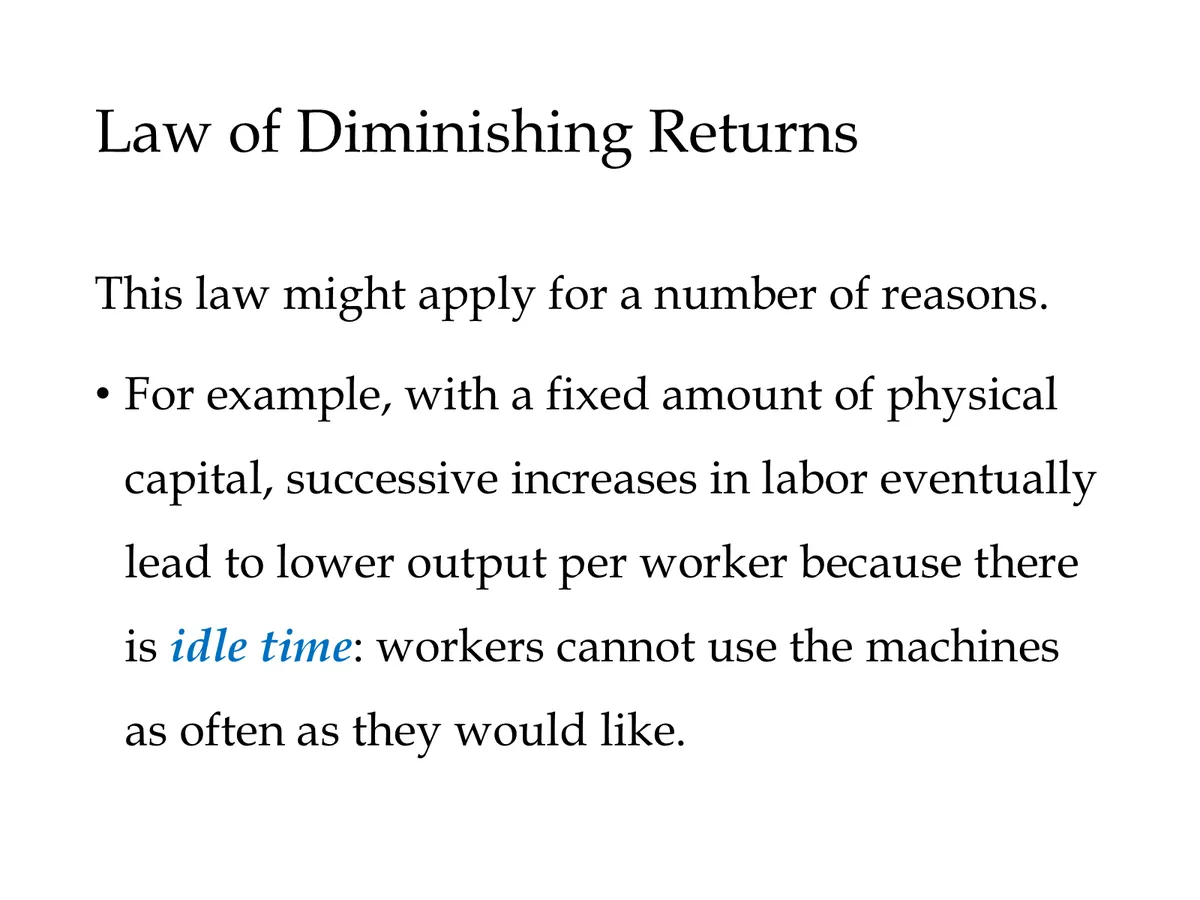 Law of Diminishing Returns
This law might apply for a number of reasons.
• For example, with a fixed amount of physical
capital, successive increases in labor eventually
lead to lower output per worker because there
is idle time: workers cannot use the machines
as often as they would like.